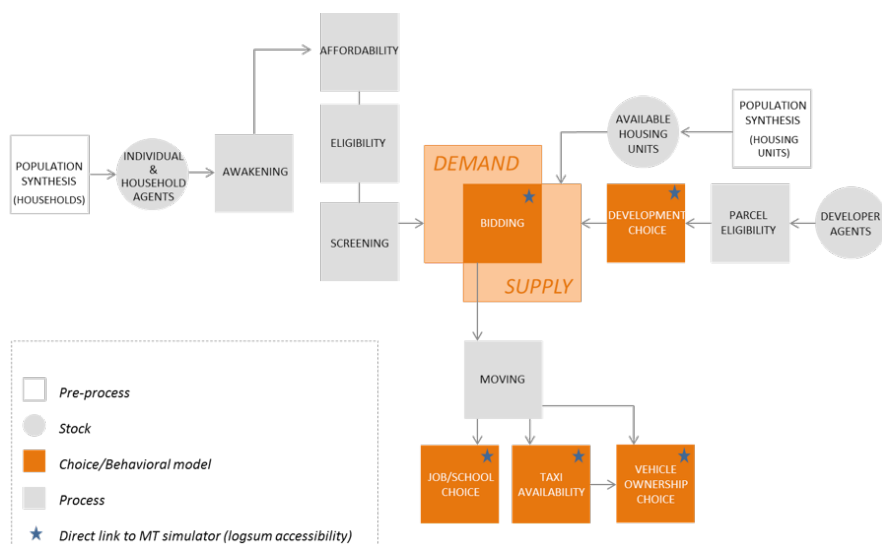 AFFORDABILITY
POPULATION
SYNTHESIS
(HOUSEHOLDS)
INDIVIDUAL
&
HOUSEHOLD
AGENTS
AWAKENING
ELIGIBILITY
SCREENING
DEMAND
BIDDING
SUPPLY
AVAILABLE
HOUSING
UNITS
POPULATION
SYNTHESIS
(HOUSING
UNITS)
DEVELOPMENT
CHOICE
PARCEL
ELIGIBILITY
DEVELOPER
AGENTS
MOVING
JOB/SCHOOL
CHOICE
TAXI
AVAILABILITY
VEHICLE
OWNERSHIP
CHOICE
Pre-process
Stock
Choice/Behavioral model
Process
Direct link to MT simulator (logsum accessibility)